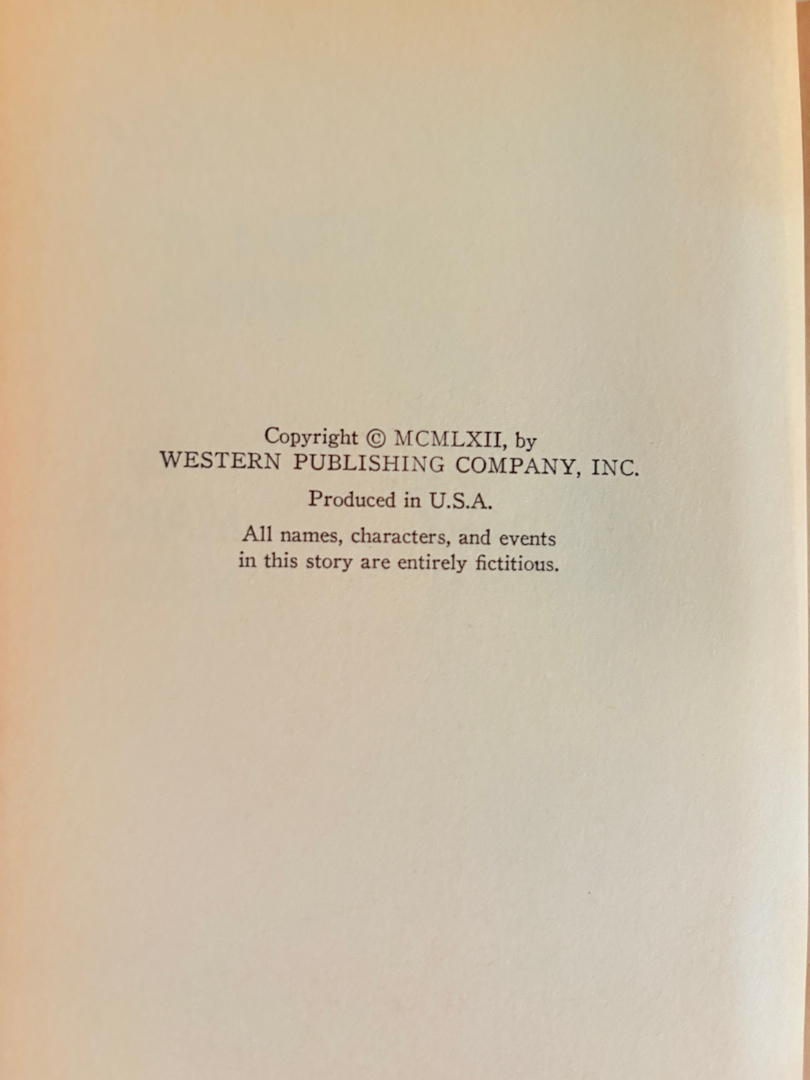 Copyright © MCMLXII, by
WESTERN PUBLISHING COMPANY, INC.
Produced in U.S.A.
All names, characters, and events
in this story are entirely fictitious.